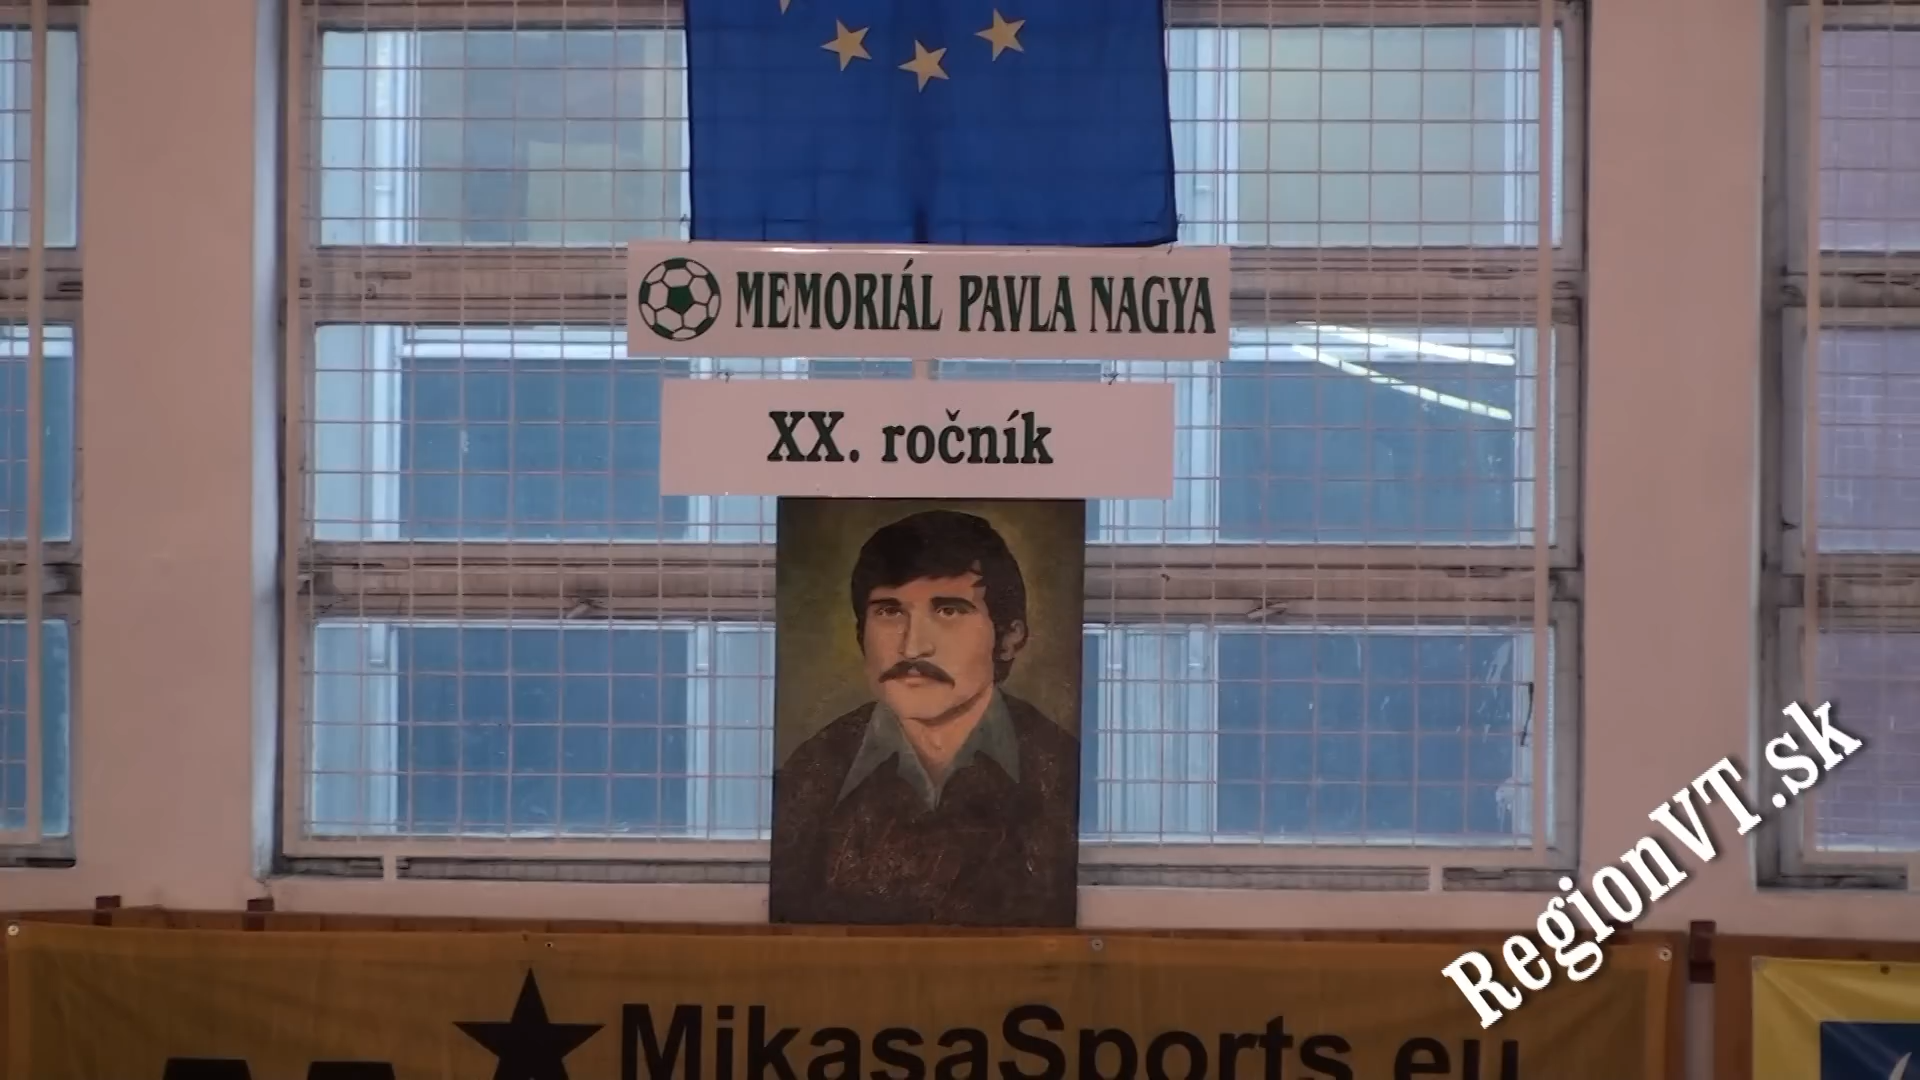 MEMORIÁL PAVLA NAGYA
XX. ročník
RegionVT.sk
MikasaSports.eu